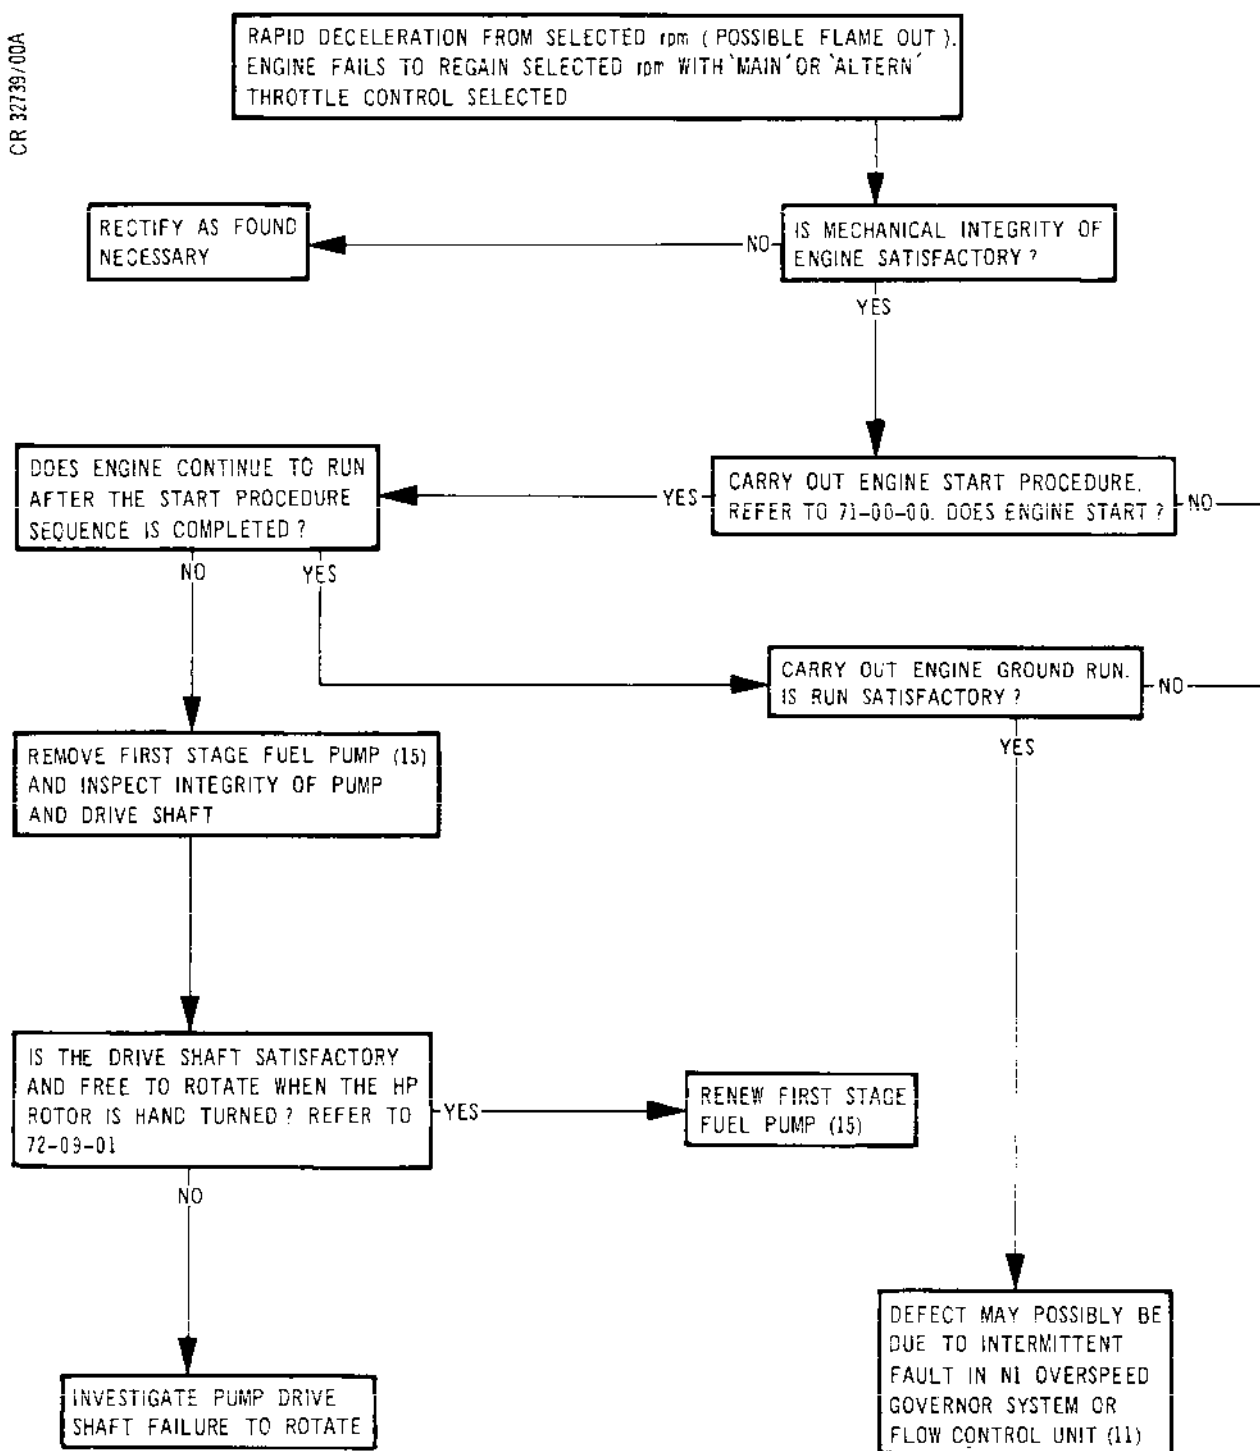 CR 32739/00A
RAPID DECELERATION FROM SELECTED rpm (POSSIBLE FLAME OUT).
ENGINE FAILS TO REGAIN SELECTED rpm WITH 'MAIN' OR 'ALTERN'
THROTTLE CONTROL SELECTED
RECTIFY AS FOUND
NECESSARY
NO
IS MECHANICAL INTEGRITY OF
ENGINE SATISFACTORY?
YES
DOES ENGINE CONTINUE TO RUN
AFTER THE START PROCEDURE
SEQUENCE IS COMPLETED?
YES
CARRY OUT ENGINE START PROCEDURE.
REFER TO 71-00-00. DOES ENGINE START?
NO
NO
YES
CARRY OUT ENGINE GROUND RUN.
IS RUN SATISFACTORY?
NO
YES
REMOVE FIRST STAGE FUEL PUMP (15)
AND INSPECT INTEGRITY OF PUMP
AND DRIVE SHAFT
IS THE DRIVE SHAFT SATISFACTORY
AND FREE TO ROTATE WHEN THE HP
ROTOR IS HAND TURNED? REFER TO
72-09-01
YES
RENEW FIRST STAGE
FUEL PUMP (15)
NO
INVESTIGATE PUMP DRIVE
SHAFT FAILURE TO ROTATE
DEFECT MAY POSSIBLY BE
DUE TO INTERMITTENT
FAULT IN N1 OVERSPEED
GOVERNOR SYSTEM OR
FLOW CONTROL UNIT (11)